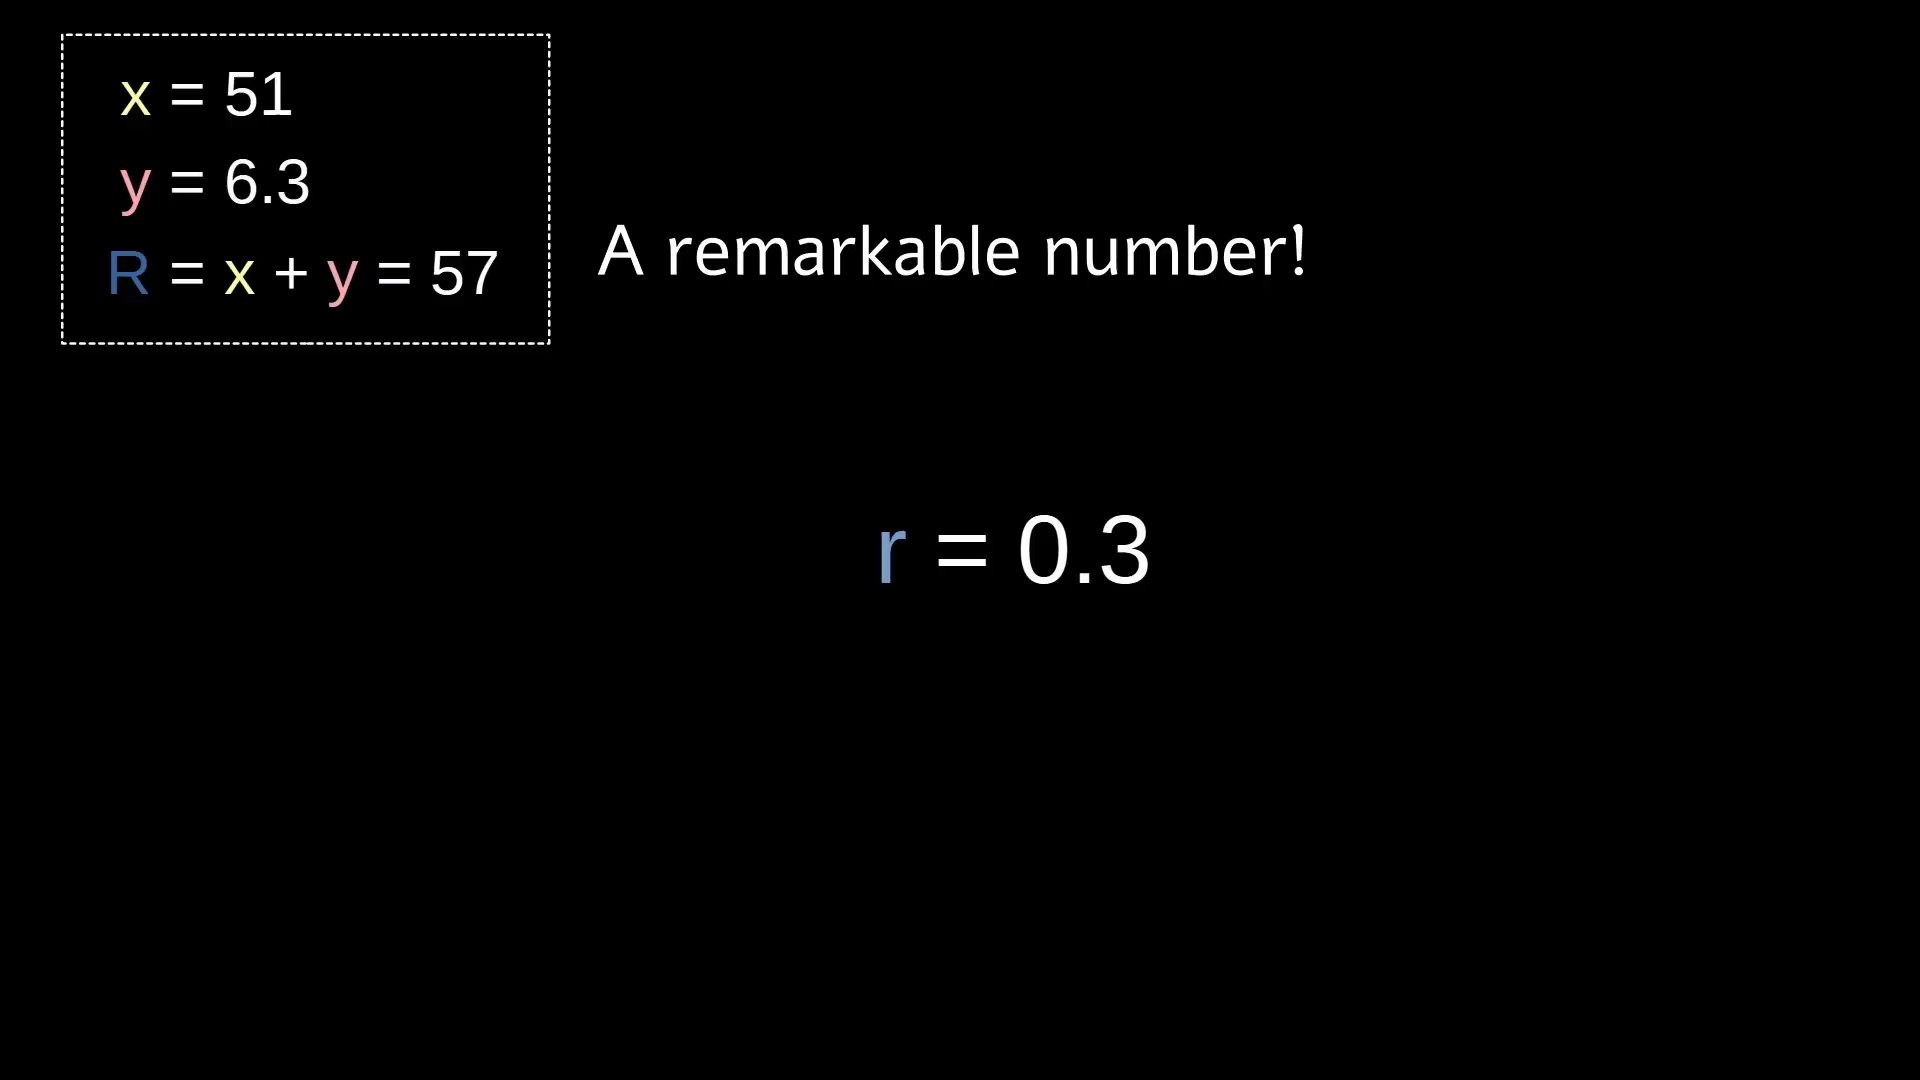 x = 51
y = 6.3
R = x + y = 57
A remarkable number!
r = 0.3